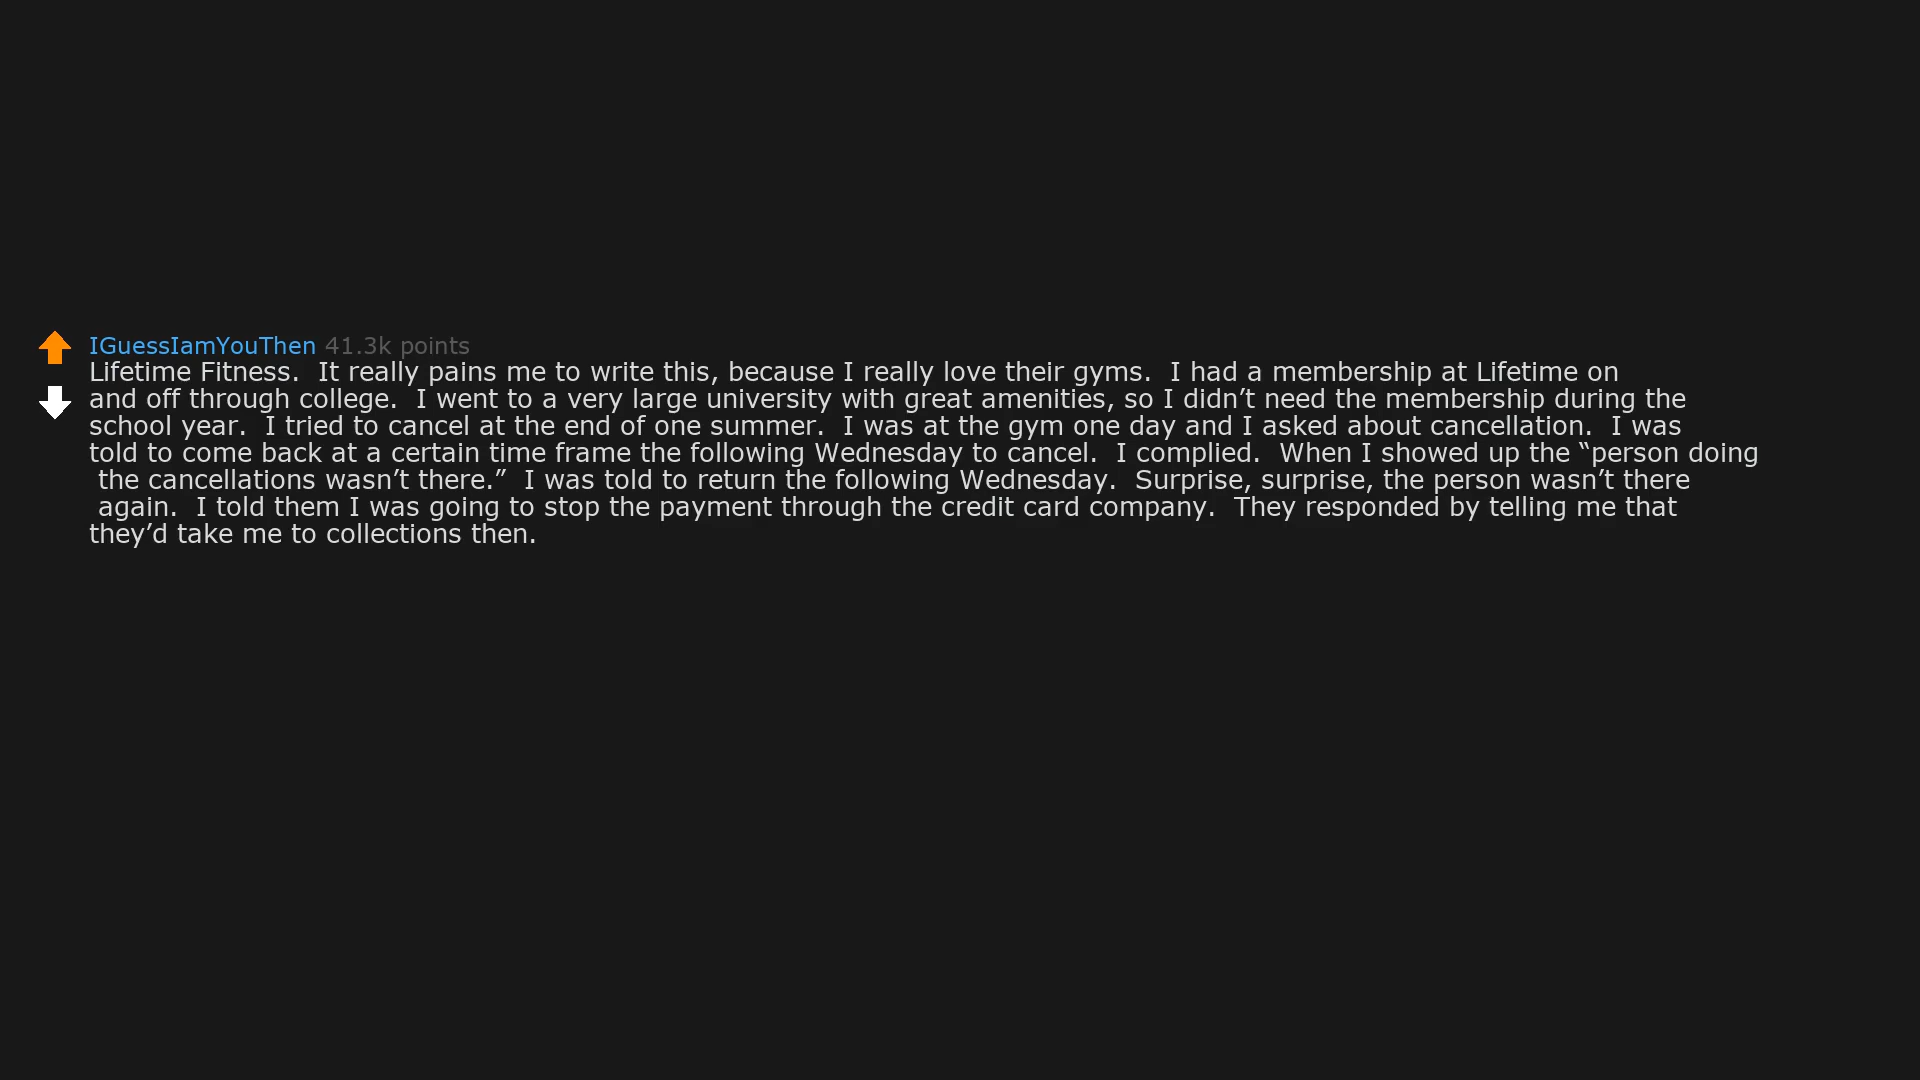 IGuessIamYouThen 41.3k points
Lifetime Fitness.  It really pains me to write this, because I really love their gyms.  I had a membership at Lifetime on
and off through college.  I went to a very large university with great amenities, so I didn’t need the membership during the
school year.  I tried to cancel at the end of one summer.  I was at the gym one day and I asked about cancellation.  I was
told to come back at a certain time frame the following Wednesday to cancel.  I complied.  When I showed up the “person doing
the cancellations wasn’t there.”  I was told to return the following Wednesday.  Surprise, surprise, the person wasn’t there
again.  I told them I was going to stop the payment through the credit card company.  They responded by telling me that
they’d take me to collections then.